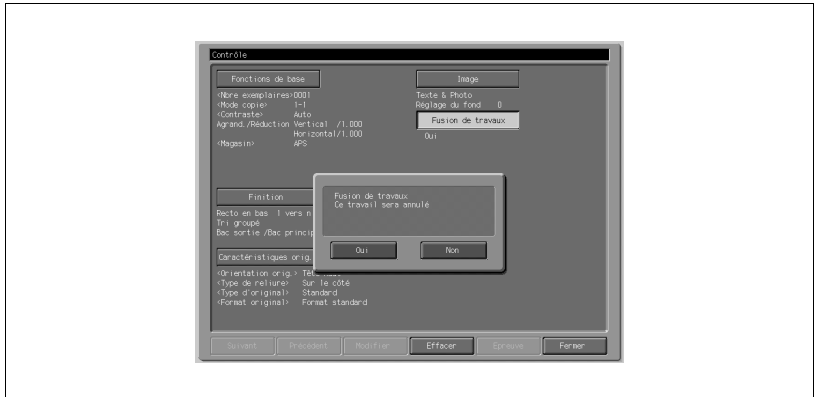 Contrôle
Fonctions de base
Image
<Nbre exemplaires>0001
Texte & Photo
<Mode copie> 1-1
Réglage du fond 0
<Contraste> Auto
Agrand./Réduction Vertical /1.000
Fusion de travaux
Horizontal/1.000
Oui
<Magasin> APS
Finition
Fusion de travaux
Ce travail sera annulé
Recto en bas 1 vers n
Tri groupé
Bac sortie /Bac princip
Oui
Non
Caractéristiques orig.
<Orientation orig.>
<Type de reliure> Sur le côté
<Type d'original> Standard
<Format original> Format standard
Suivant
Précédent
Modifier
Effacer
Epreuve
Fermer